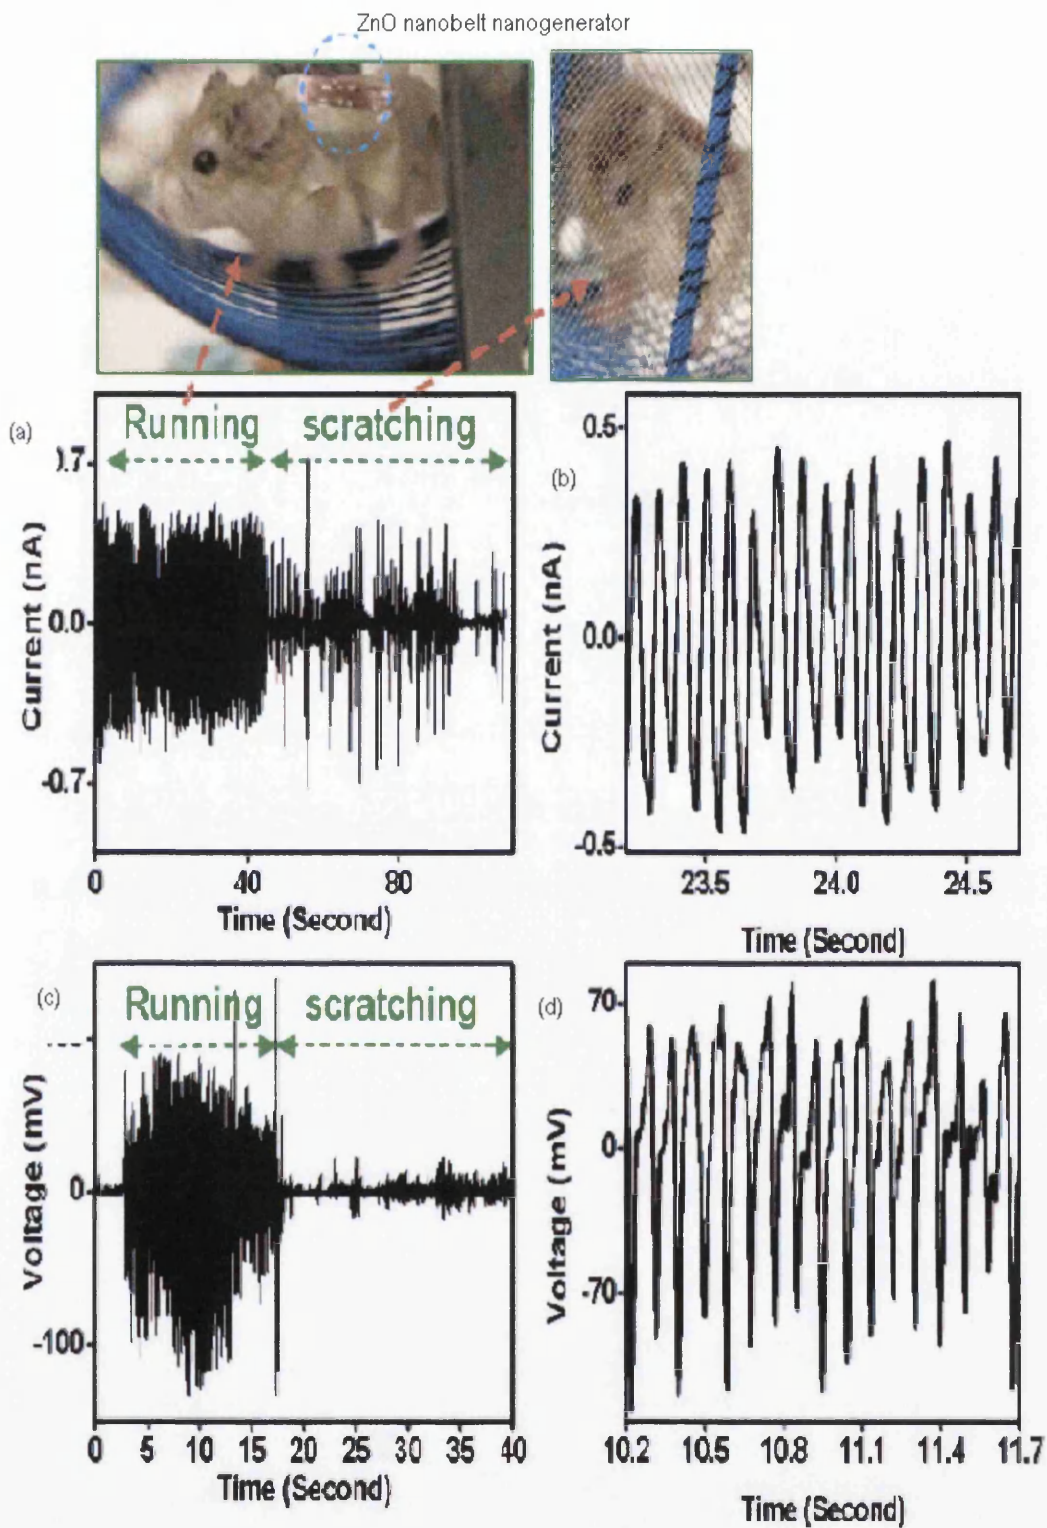 ZnO nanobelt nanogenerator
(a)
Running scratching
).7
0.0
-0.7
Current (nA)
0 40 80
Time (Second)
(b)
0.5
0.0
-0.5
Current (nA)
23.5 24.0 24.5
Time (Second)
(c)
Running scratching
0
-100
Voltage (mV)
0 5 10 15 20 25 30 35 40
Time (Second)
(d)
70
0
-70
Voltage (mV)
10.2 10.5 10.8 11.1 11.4 11.7
Time (Second)